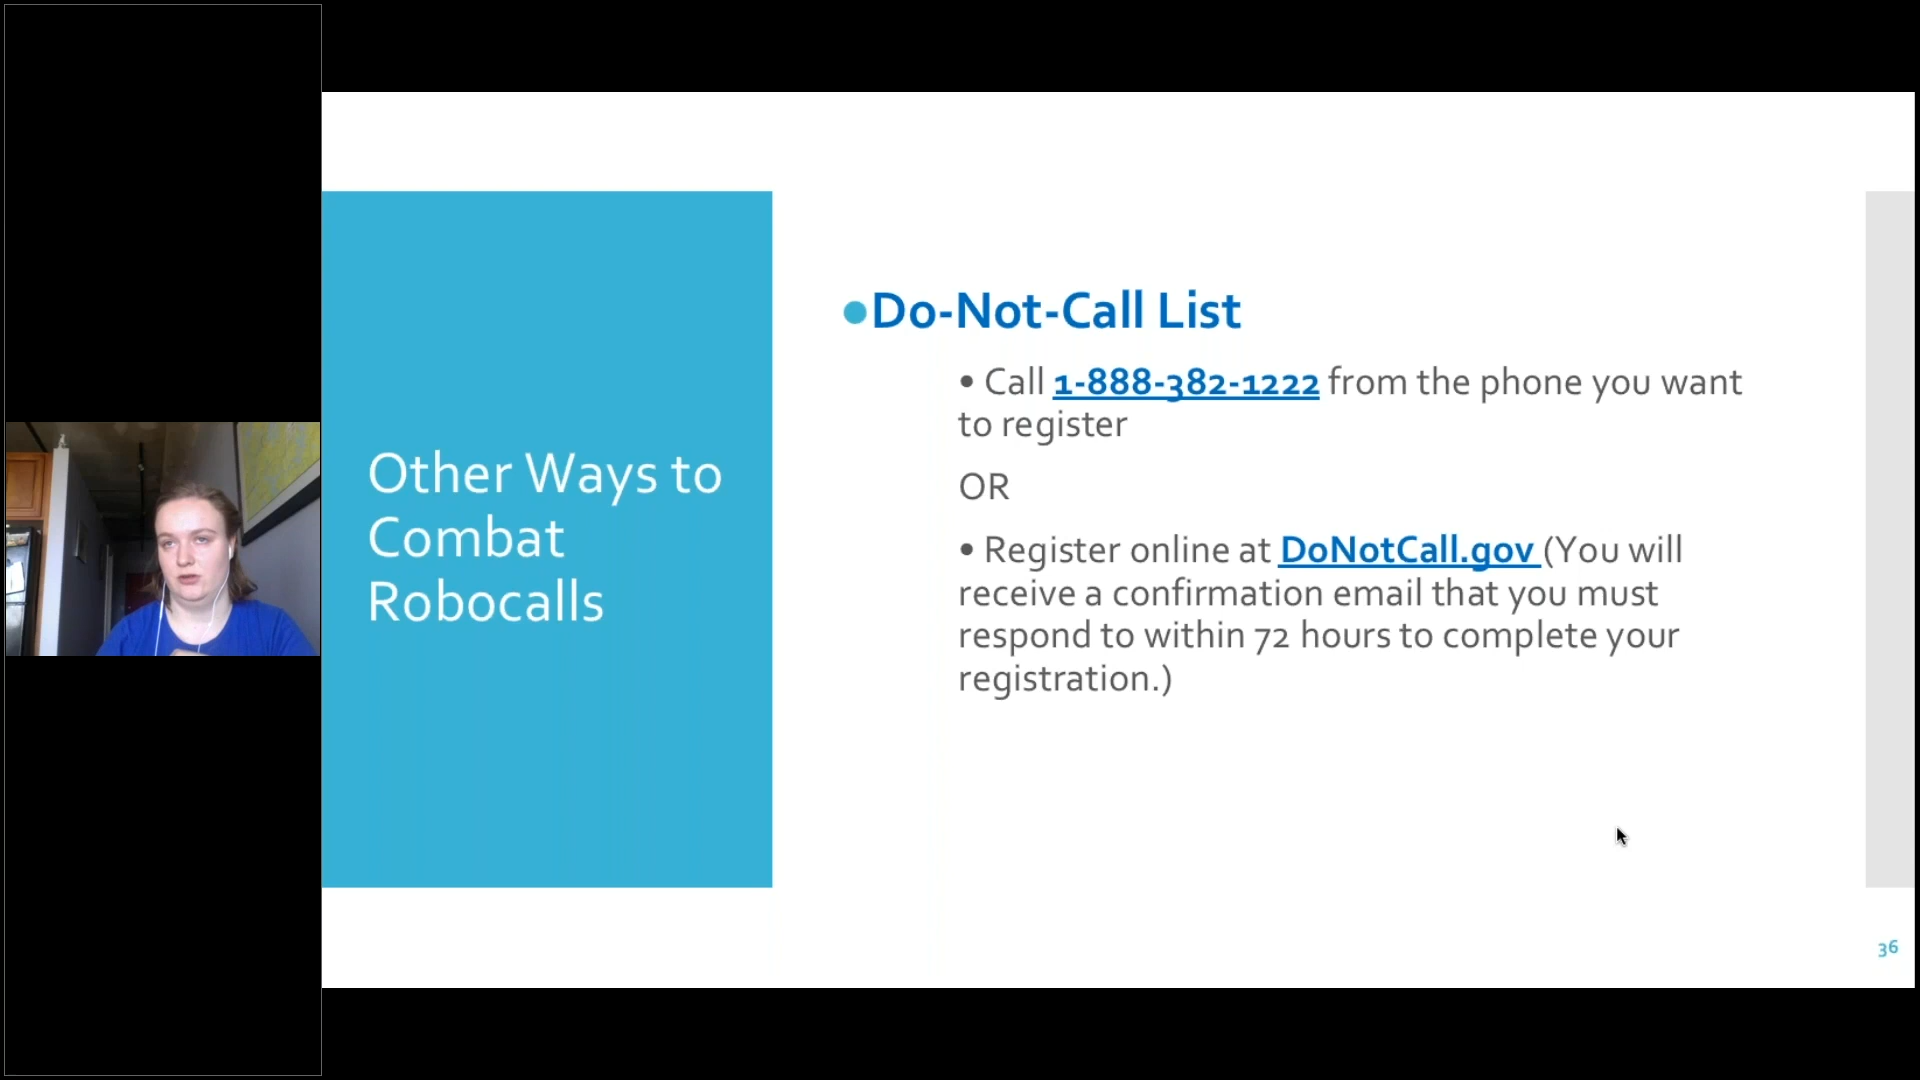 Other Ways to
Combat
Robocalls
●Do-Not-Call List
• Call 1-888-382-1222 from the phone you want
to register
OR
• Register online at DoNotCall.gov (You will
receive a confirmation email that you must
respond to within 72 hours to complete your
registration.)
36